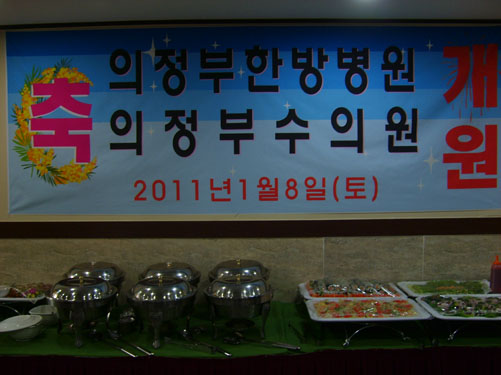 축
의정부한방병원
의정부수의원
개원
2011년1월8일(토)